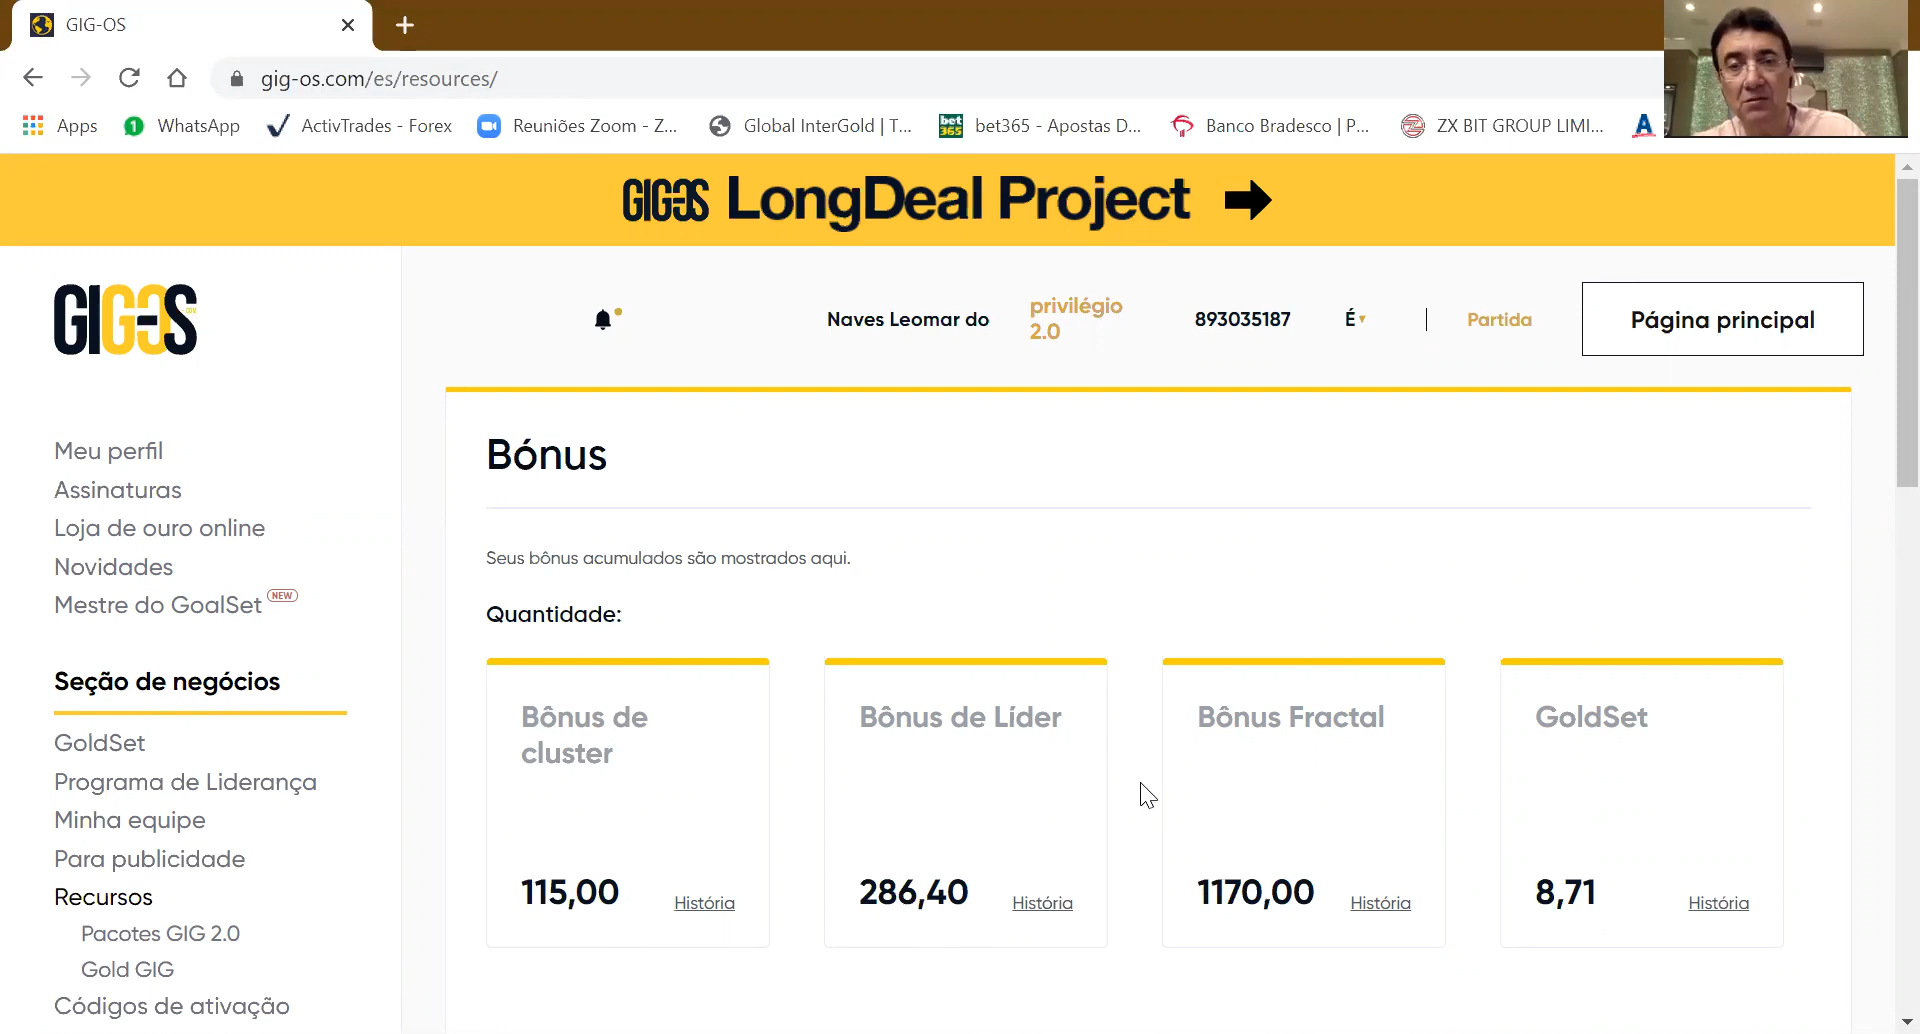 GIG-OS
gig-os.com/es/resources/
Apps
WhatsApp
ActivTrades - Forex
Reuniões Zoom - Z...
Global InterGold | T...
bet365
bet365 - Apostas D...
Banco Bradesco | P...
ZX BIT GROUP LIMI...
GIGOS LongDeal Project
GIGOS
Naves Leomar do
privilégio
2.0
893035187
É
Partida
Página principal
Meu perfil
Assinaturas
Loja de ouro online
Novidades
Mestre do GoalSet NEW
Seção de negócios
GoldSet
Programa de Liderança
Minha equipe
Para publicidade
Recursos
Pacotes GIG 2.0
Gold GIG
Códigos de ativação
Bónus
Seus bônus acumulados são mostrados aqui.
Quantidade:
Bônus de
cluster
115,00
História
Bônus de Líder
286,40
História
Bônus Fractal
1170,00
História
GoldSet
8,71
História